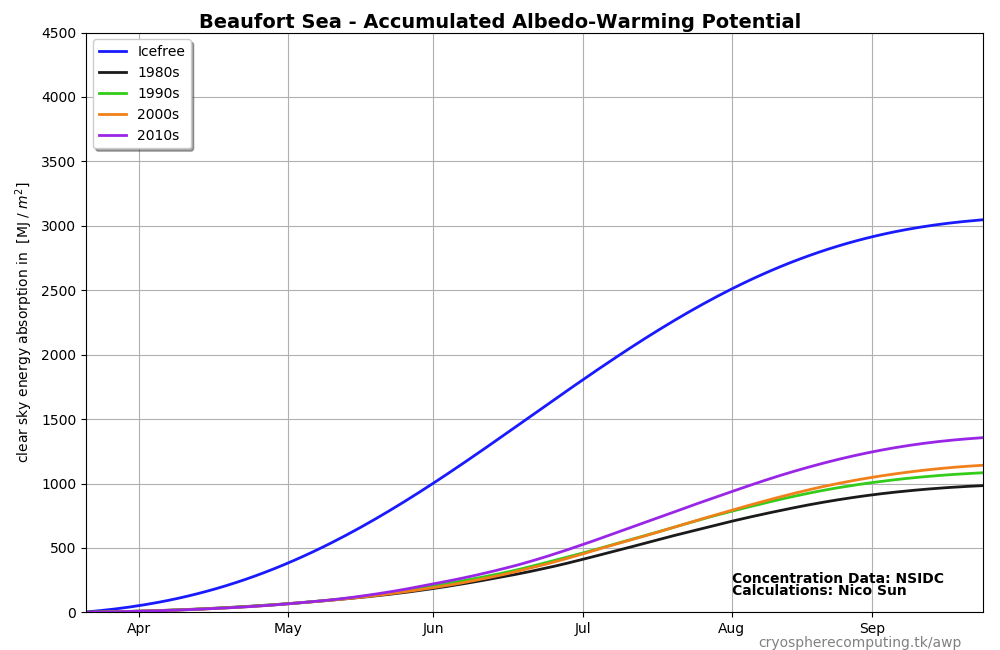 Beaufort Sea - Accumulated Albedo-Warming Potential
4500
4000
3500
3000
2500
2000
1500
1000
500
0
clear sky energy absorption in [MJ / m²]
Icefree
1980s
1990s
2000s
2010s
Concentration Data: NSIDC
Calculations: Nico Sun
Apr May Jun Jul Aug Sep
cryospherecomputing.tk/awp